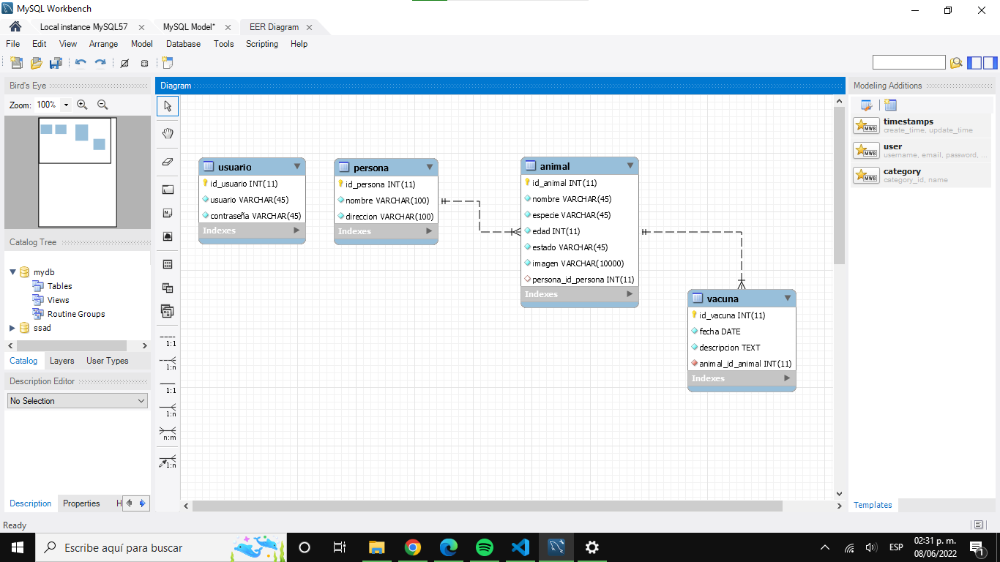 MySQL Workbench
Local instance MySQL57
MySQL Model*
EER Diagram
File Edit View Arrange Model Database Tools Scripting Help
Bird's Eye
Zoom: 100%
Catalog Tree
mydb
Tables
Views
Routine Groups
ssad
Catalog Layers User Types
Description Editor
No Selection
Description Properties H
Diagram
1:1
1:n
1:1
1:n
n:m
1:n
usuario
id_usuario INT(11)
usuario VARCHAR(45)
contraseña VARCHAR(45)
Indexes
persona
id_persona INT(11)
nombre VARCHAR(100)
direccion VARCHAR(100)
Indexes
animal
id_animal INT(11)
nombre VARCHAR(45)
especie VARCHAR(45)
edad INT(11)
estado VARCHAR(45)
imagen VARCHAR(10000)
persona_id_persona INT(11)
Indexes
vacuna
id_vacuna INT(11)
fecha DATE
descripcion TEXT
animal_id_animal INT(11)
Indexes
Modeling Additions
MWB
timestamps
create_time, update_time
MWB
user
username, email, password, ...
MWB
category
category_id, name
Templates
Ready
Escribe aquí para buscar
ESP
02:31 p. m.
08/06/2022
1